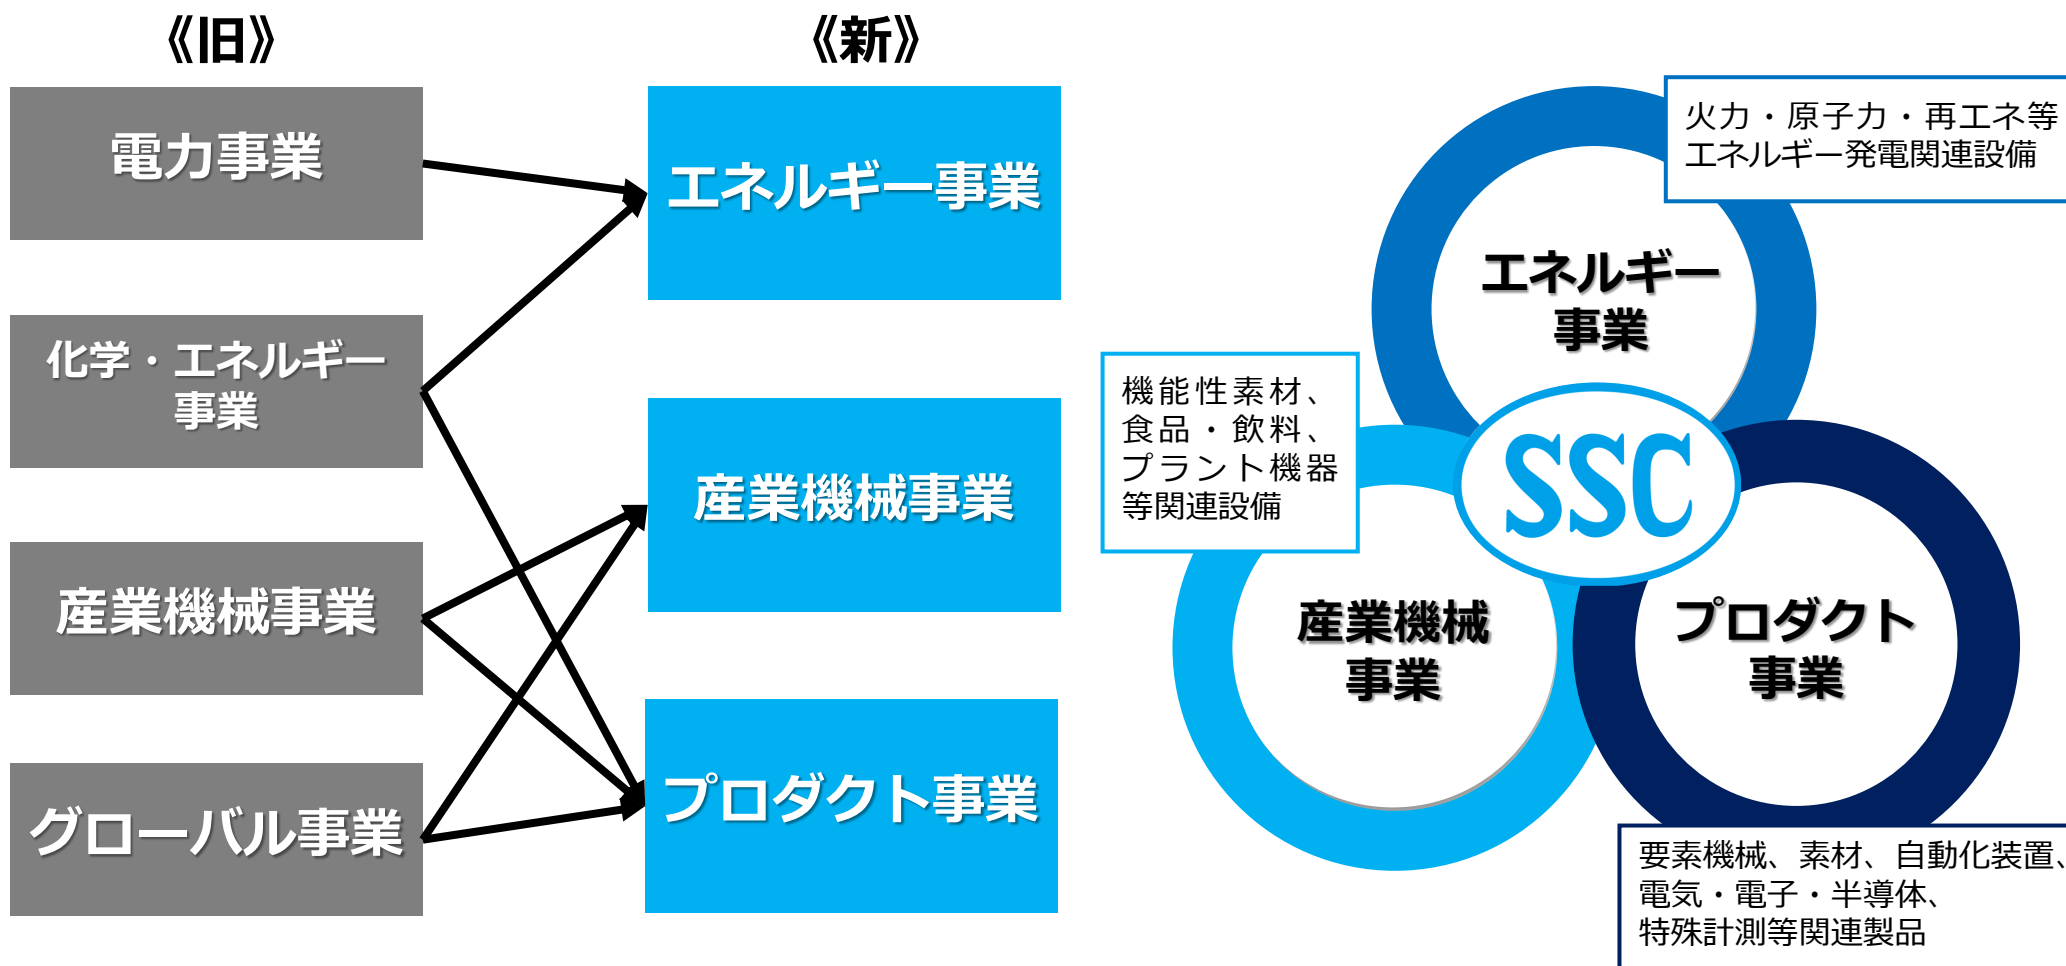 《旧》
電力事業
化学・エネルギー
事業
産業機械事業
グローバル事業
《新》
エネルギー事業
産業機械事業
プロダクト事業
火力・原子力・再エネ等
エネルギー発電関連設備
エネルギー
事業
機能性素材、
食品・飲料、
プラント機器
等関連設備
SSC
産業機械
事業
プロダクト
事業
要素機械、素材、自動化装置、
電気・電子・半導体、
特殊計測等関連製品